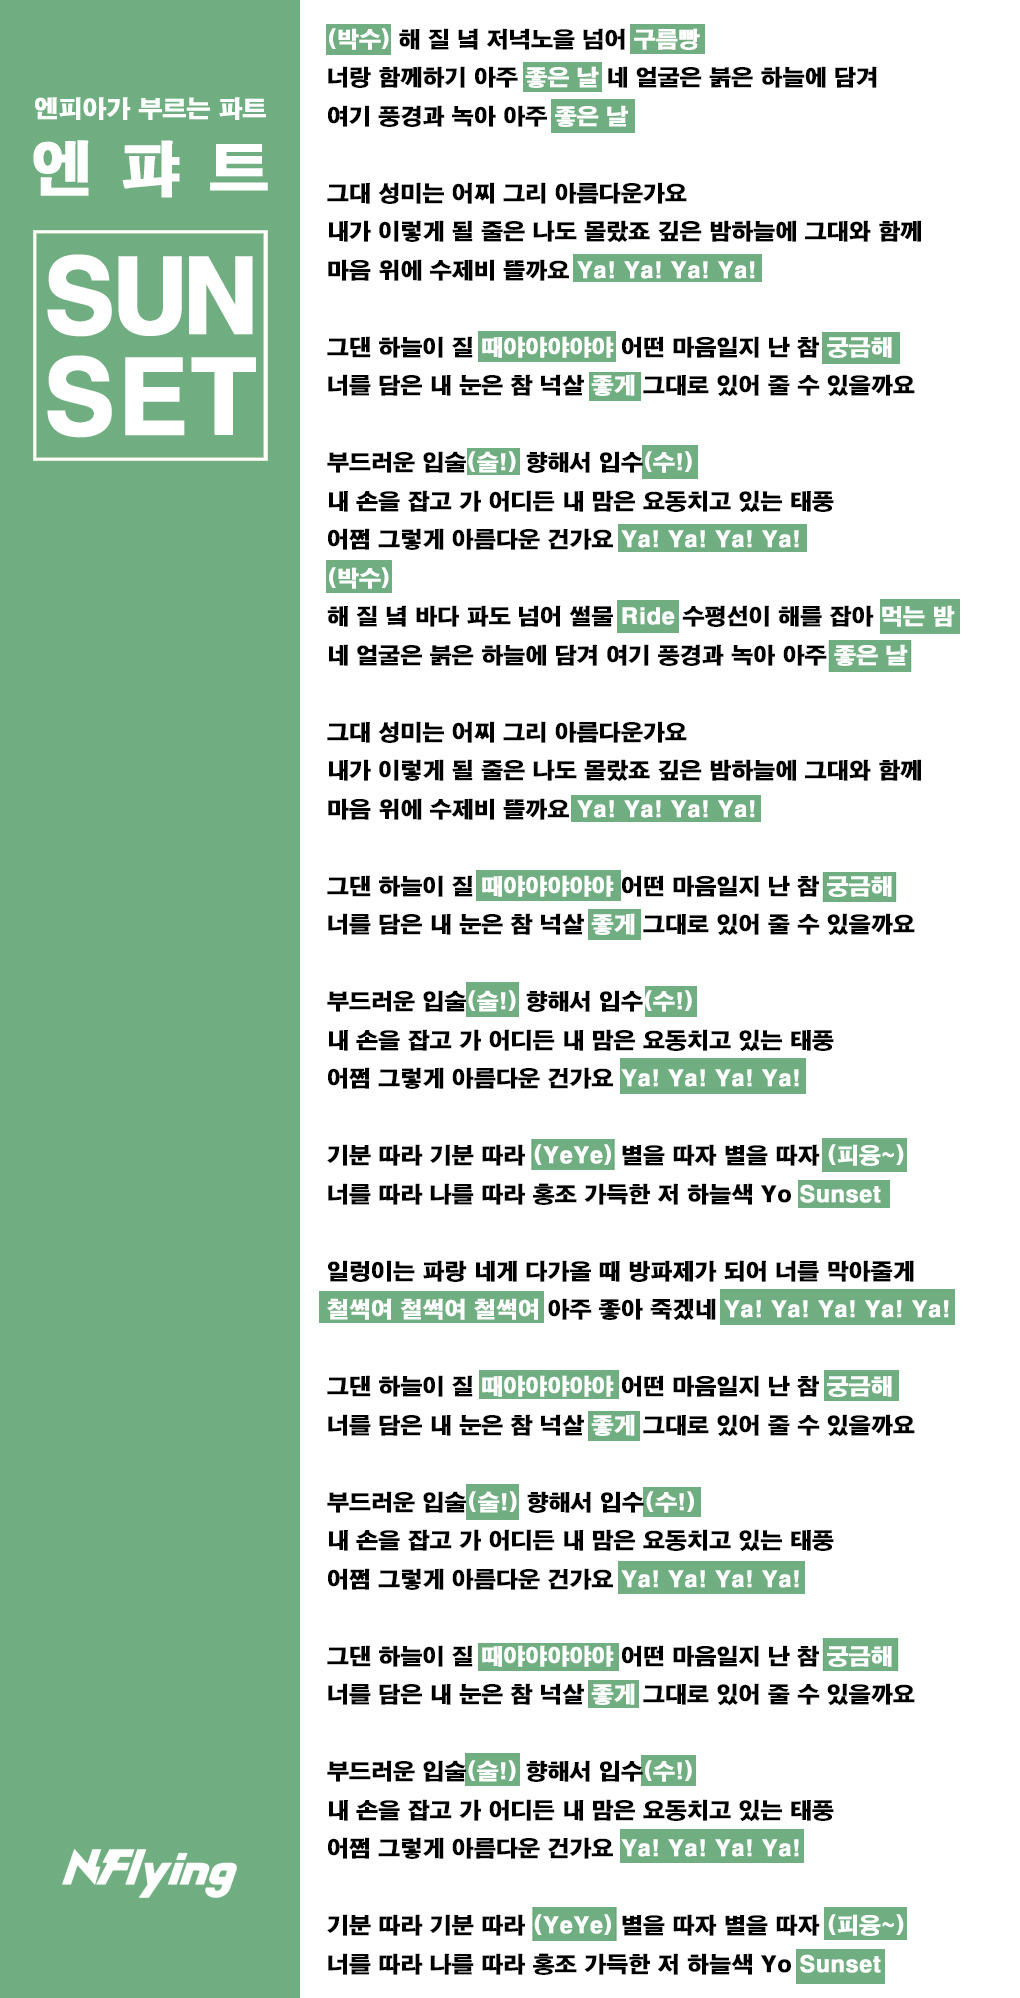 엔피아가 부르는 파트
엔 파 트
SUN
SET
(박수) 해 질 녘 저녁노을 넘어 구름빵
너랑 함께하기 아주 좋은 날 네 얼굴은 붉은 하늘에 담겨
여기 풍경과 녹아 아주 좋은 날
그대 성미는 어찌 그리 아름다운가요
내가 이렇게 될 줄은 나도 몰랐죠 깊은 밤하늘에 그대와 함께
마음 위에 수제비 뜰까요 Ya! Ya! Ya! Ya!
그댄 하늘이 질 때야야야야야 어떤 마음일지 난 참 궁금해
너를 담은 내 눈은 참 넉살 좋게 그대로 있어 줄 수 있을까요
부드러운 입술(술!) 향해서 입수(수!)
내 손을 잡고 가 어디든 내 맘은 요동치고 있는 태풍
어쩜 그렇게 아름다운 건가요 Ya! Ya! Ya! Ya!
(박수)
해 질 녘 바다 파도 넘어 썰물 Ride 수평선이 해를 잡아 먹는 밤
네 얼굴은 붉은 하늘에 담겨 여기 풍경과 녹아 아주 좋은 날
그대 성미는 어찌 그리 아름다운가요
내가 이렇게 될 줄은 나도 몰랐죠 깊은 밤하늘에 그대와 함께
마음 위에 수제비 뜰까요 Ya! Ya! Ya! Ya!
그댄 하늘이 질 때야야야야야 어떤 마음일지 난 참 궁금해
너를 담은 내 눈은 참 넉살 좋게 그대로 있어 줄 수 있을까요
부드러운 입술(술!) 향해서 입수(수!)
내 손을 잡고 가 어디든 내 맘은 요동치고 있는 태풍
어쩜 그렇게 아름다운 건가요 Ya! Ya! Ya! Ya!
기분 따라 기분 따라 (YeYe) 별을 따자 별을 따자 (피융~)
너를 따라 나를 따라 홍조 가득한 저 하늘색 Yo Sunset
일렁이는 파랑 네게 다가올 때 방파제가 되어 너를 막아줄게
철썩여 철썩여 철썩여 아주 좋아 죽겠네 Ya! Ya! Ya! Ya! Ya!
그댄 하늘이 질 때야야야야야 어떤 마음일지 난 참 궁금해
너를 담은 내 눈은 참 넉살 좋게 그대로 있어 줄 수 있을까요
부드러운 입술(술!) 향해서 입수(수!)
내 손을 잡고 가 어디든 내 맘은 요동치고 있는 태풍
어쩜 그렇게 아름다운 건가요 Ya! Ya! Ya! Ya!
그댄 하늘이 질 때야야야야야 어떤 마음일지 난 참 궁금해
너를 담은 내 눈은 참 넉살 좋게 그대로 있어 줄 수 있을까요
부드러운 입술(술!) 향해서 입수(수!)
내 손을 잡고 가 어디든 내 맘은 요동치고 있는 태풍
어쩜 그렇게 아름다운 건가요 Ya! Ya! Ya! Ya!
기분 따라 기분 따라 (YeYe) 별을 따자 별을 따자 (피융~)
너를 따라 나를 따라 홍조 가득한 저 하늘색 Yo Sunset
N.Flying